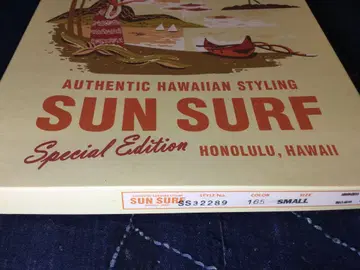 AUTHENTIC HAWAIIAN STYLING
SUN SURF
Special Edition HONOLULU, HAWAII
STYLE No. COLOR SIZE
SUN SURF SS32289 165 SMALL